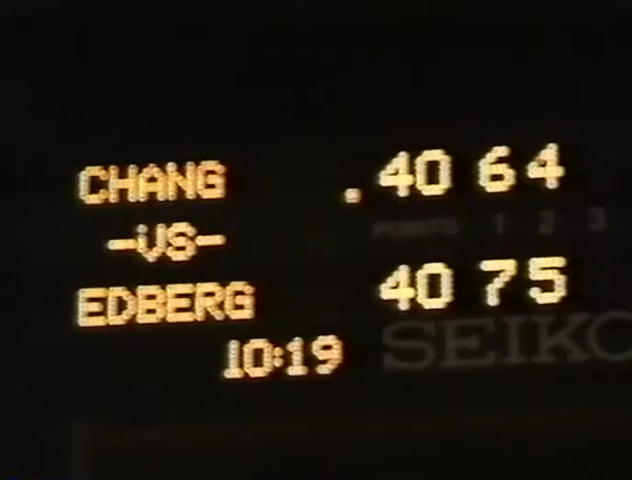 CHANG . 40 6 4
-VS- POINTS 1 2 3
EDBERG 40 7 5
10:19 SEIKO